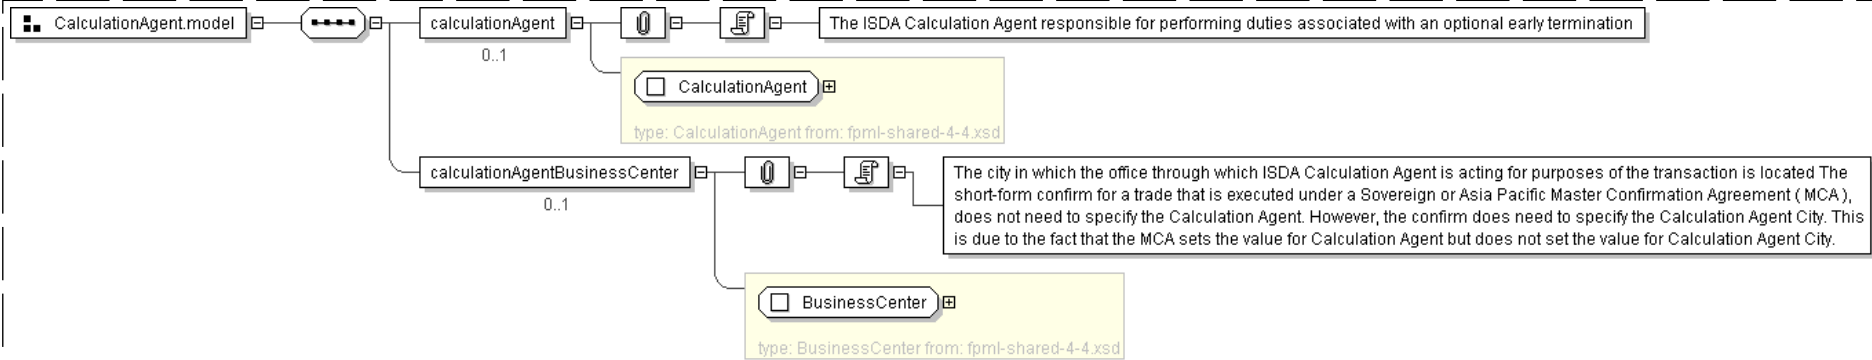 CalculationAgent.model
calculationAgent
The ISDA Calculation Agent responsible for performing duties associated with an optional early termination
0..1
CalculationAgent
type: CalculationAgent from: fpml-shared-4-4.xsd
calculationAgentBusinessCenter
0..1
The city in which the office through which ISDA Calculation Agent is acting for purposes of the transaction is located The
short-form confirm for a trade that is executed under a Sovereign or Asia Pacific Master Confirmation Agreement ( MCA ),
does not need to specify the Calculation Agent. However, the confirm does need to specify the Calculation Agent City. This
is due to the fact that the MCA sets the value for Calculation Agent but does not set the value for Calculation Agent City.
BusinessCenter
type: BusinessCenter from: fpml-shared-4-4.xsd